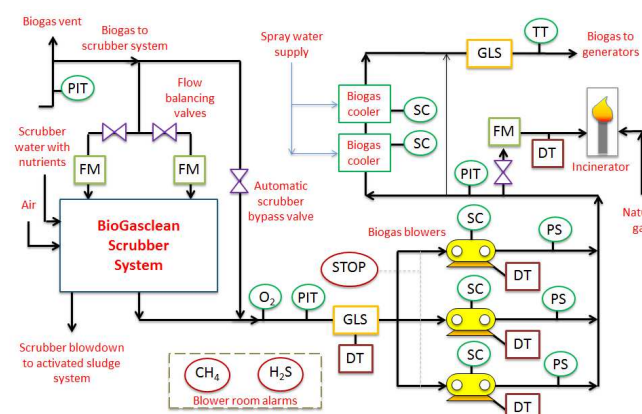 Biogas vent
Biogas to
scrubber system
PIT
Flow
balancing
valves
Scrubber
water with
nutrients
FM
FM
Air
BioGasclean
Scrubber
System
Automatic
scrubber
bypass valve
Scrubber blowdown
to activated sludge
system
O2
PIT
GLS
DT
CH4
H2S
Blower room alarms
STOP
Spray water
supply
Biogas
cooler
SC
Biogas
cooler
SC
GLS
TT
Biogas to
generators
FM
DT
Incinerator
PIT
Biogas blowers
SC
PS
DT
SC
PS
DT
SC
PS
DT